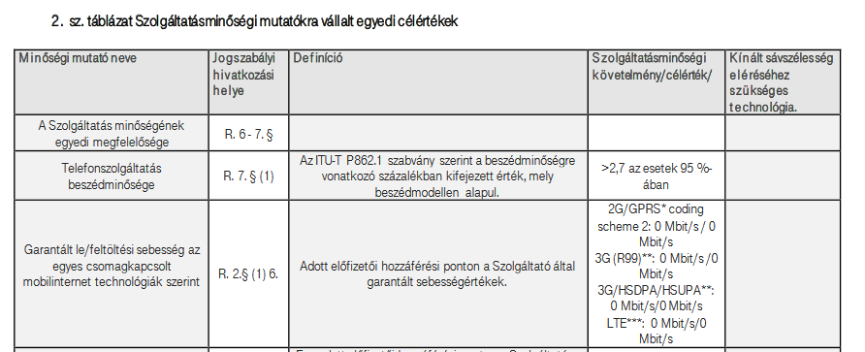 2. sz. táblázat Szolgáltatásminőségi mutatókra vállalt egyedi célértékek
Minőségi mutató neve
Jogszabályi
hivatkozási
helye
Definíció
Szolgáltatásminőségi
követelmény/célérték/
Kínált sávszélesség
eléréséhez
szükséges
technológia.
A Szolgáltatás minőségének
egyedi megfelelősége
R. 6 - 7. §
Telefonszolgáltatás
beszédminősége
R. 7. § (1)
Az ITU-T P862.1 szabvány szerint a beszédminőségre
vonatkozó százalékban kifejezett érték, mely
beszédmodellen alapul.
>2,7 az esetek 95 %-
ában
Garantált le/feltöltési sebesség az
egyes csomagkapcsolt
mobilinternet technológiák szerint
R. 2.§ (1) 6.
Adott előfizetői hozzáférési ponton a Szolgáltató által
garantált sebességértékek.
2G/GPRS* coding
scheme 2: 0 Mbit/s / 0
Mbit/s
3G (R99)**: 0 Mbit/s /0
Mbit/s
3G/HSDPA/HSUPA**:
0 Mbit/s/0 Mbit/s
LTE***: 0 Mbit/s/0
Mbit/s